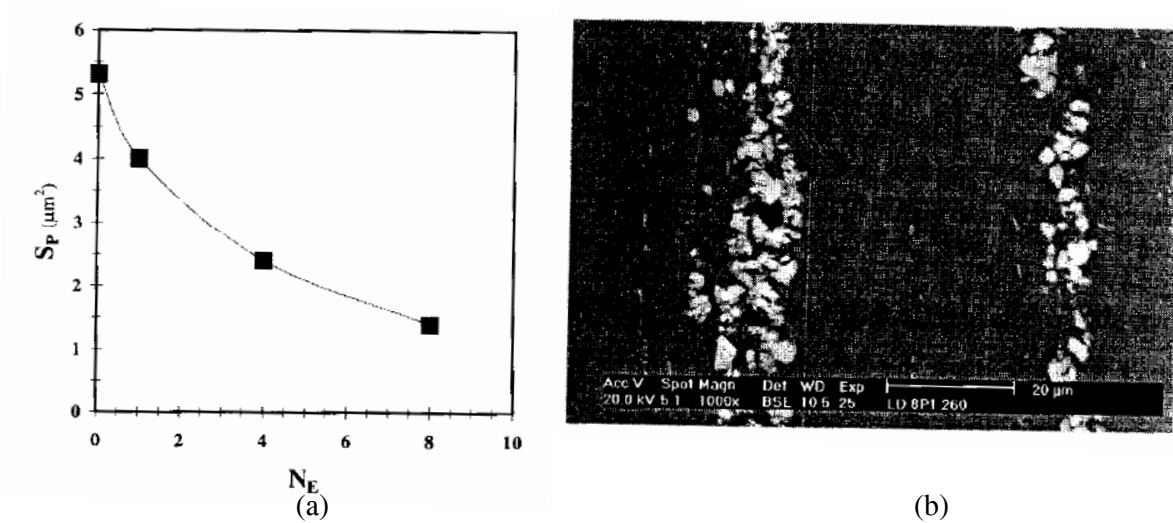 6
5
4
3
2
1
0
S_P (μm²)
0 2 4 6 8 10
N_E
(a)
Acc V Spot Magn Det WD Exp
20.0 kV 5.1 1000x BSE 10.5 25 LD 8P1 260
20 μm
(b)